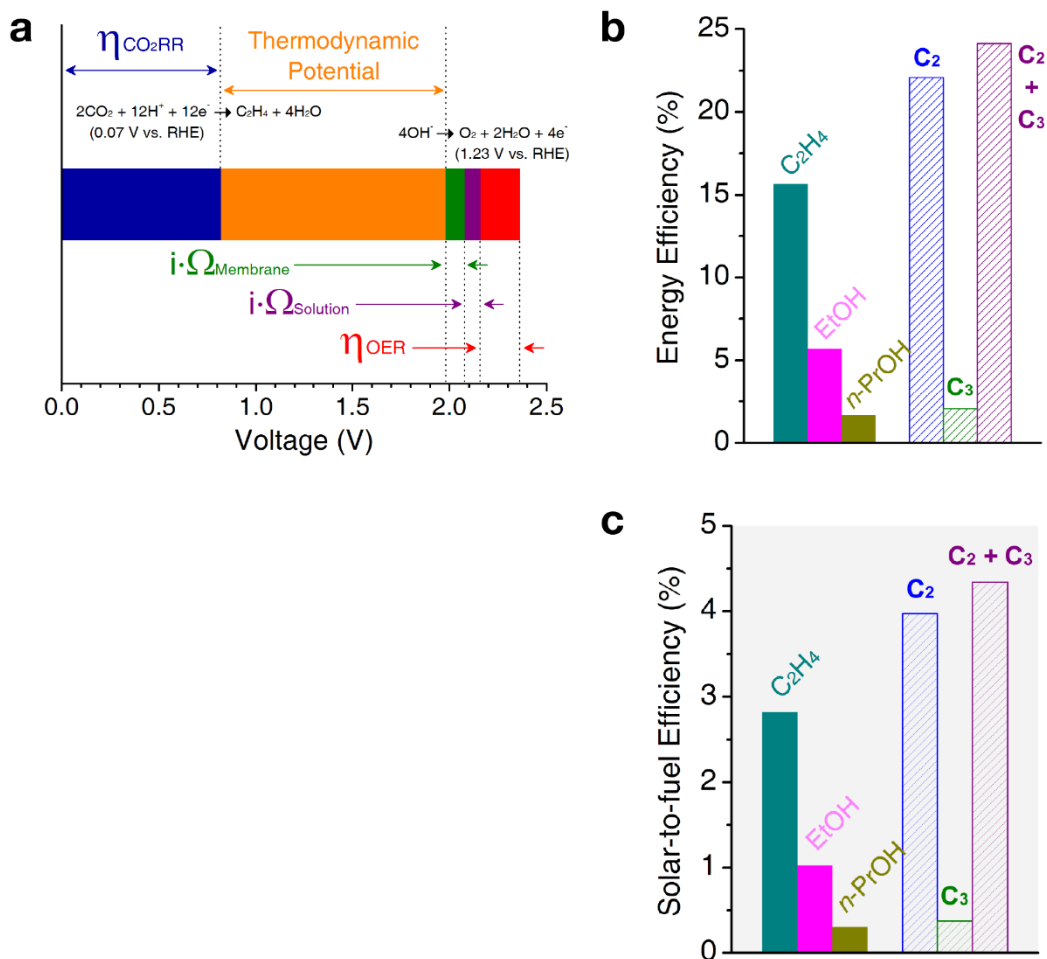 a
ηCO₂RR
Thermodynamic
Potential
2CO₂ + 12H⁺ + 12e⁻ → C₂H₄ + 4H₂O
(0.07 V vs. RHE)
4OH⁻ → O₂ + 2H₂O + 4e⁻
(1.23 V vs. RHE)
i·ΩMembrane
i·ΩSolution
ηOER
0.0 0.5 1.0 1.5 2.0 2.5
Voltage (V)
b
Energy Efficiency (%)
25
20
15
10
5
0
C₂H₄
EtOH
n-PrOH
C₂
C₃
C₂
+
C₃
c
Solar-to-fuel Efficiency (%)
5
4
3
2
1
0
C₂H₄
EtOH
n-PrOH
C₂
C₃
C₂ + C₃